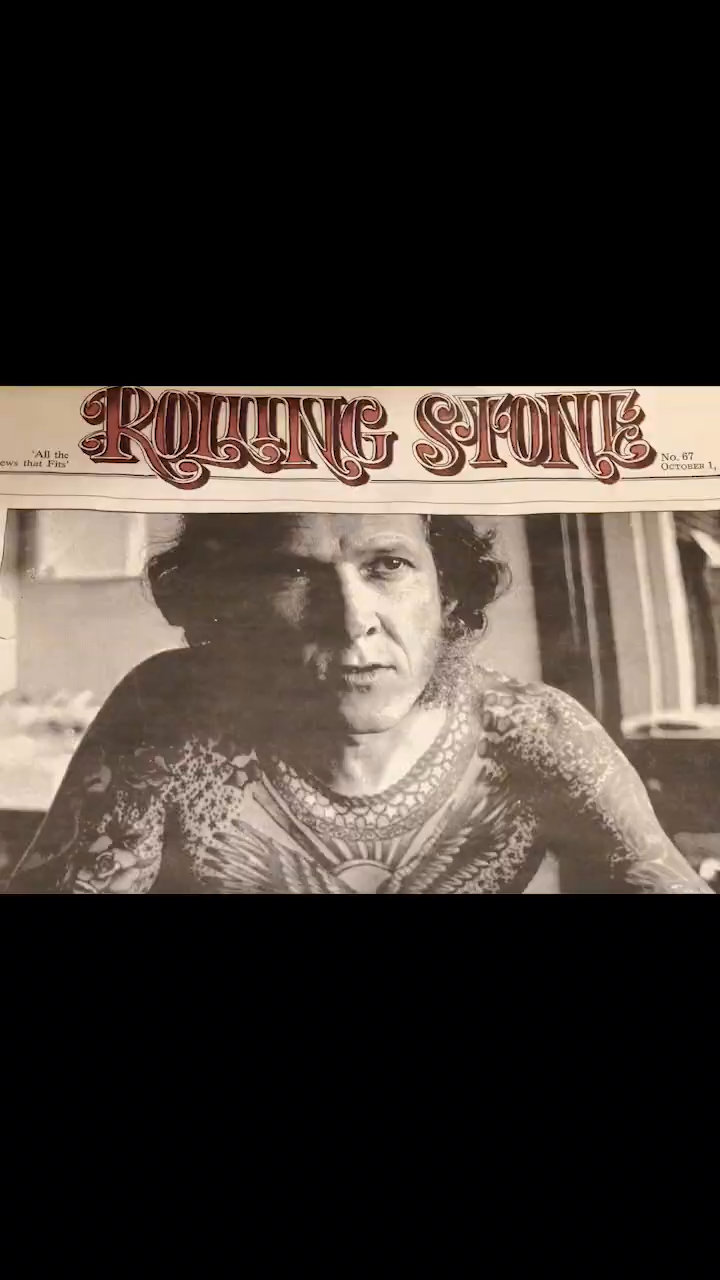 ROLLING STONE
'All the
ews that Fits'
No. 67
OCTOBER 1,